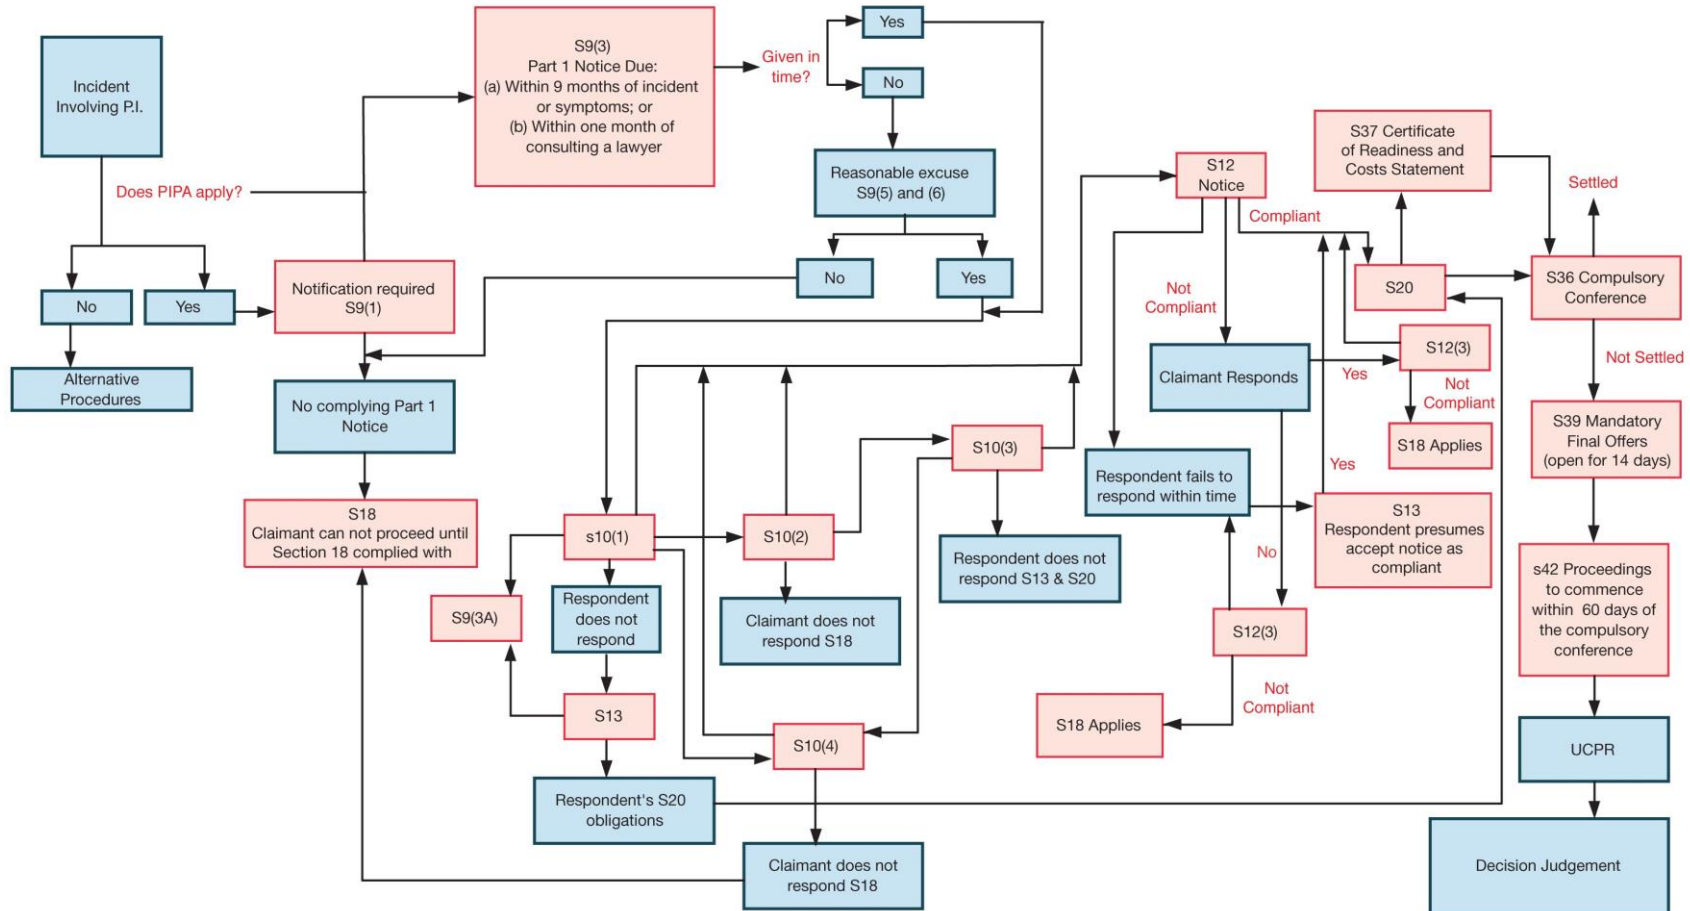 Incident
Involving P.I.
Does PIPA apply?
No
Yes
Alternative
Procedures
Notification required
S9(1)
No complying Part 1
Notice
S18
Claimant can not proceed until
Section 18 complied with
S9(3)
Part 1 Notice Due:
(a) Within 9 months of incident
or symptoms; or
(b) Within one month of
consulting a lawyer
Given in
time?
Yes
No
Reasonable excuse
S9(5) and (6)
No
Yes
s10(1)
S9(3A)
Respondent
does not
respond
S13
Respondent's S20
obligations
S10(2)
Claimant does not
respond S18
S10(3)
Respondent does not
respond S13 & S20
S10(4)
Claimant does not
respond S18
S12
Notice
Compliant
Not
Compliant
Claimant Responds
Yes
S12(3)
Not
Compliant
S18 Applies
Respondent fails to
respond within time
Yes
S13
Respondent presumes
accept notice as
compliant
No
S12(3)
Not
Compliant
S18 Applies
S37 Certificate
of Readiness and
Costs Statement
S20
Settled
S36 Compulsory
Conference
Not Settled
S39 Mandatory
Final Offers
(open for 14 days)
s42 Proceedings
to commence
within 60 days of
the compulsory
conference
UCPR
Decision Judgement